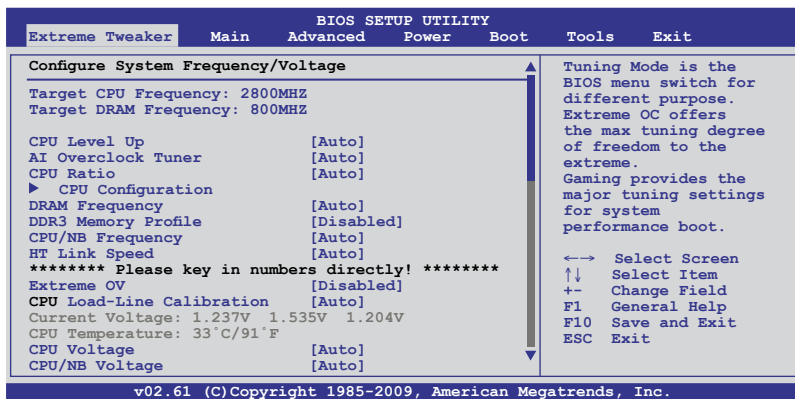 BIOS SETUP UTILITY
Extreme Tweaker Main Advanced Power Boot Tools Exit
Configure System Frequency/Voltage
Target CPU Frequency: 2800MHZ
Target DRAM Frequency: 800MHZ
CPU Level Up [Auto]
AI Overclock Tuner [Auto]
CPU Ratio [Auto]
CPU Configuration
DRAM Frequency [Auto]
DDR3 Memory Profile [Disabled]
CPU/NB Frequency [Auto]
HT Link Speed [Auto]
******** Please key in numbers directly! ********
Extreme OV [Disabled]
CPU Load-Line Calibration [Auto]
Current Voltage: 1.237V 1.535V 1.204V
CPU Temperature: 33°C/91°F
CPU Voltage [Auto]
CPU/NB Voltage [Auto]
Tuning Mode is the
BIOS menu switch for
different purpose.
Extreme OC offers
the max tuning degree
of freedom to the
extreme.
Gaming provides the
major tuning settings
for system
performance boot.
←→ Select Screen
↑↓ Select Item
+- Change Field
F1 General Help
F10 Save and Exit
ESC Exit
v02.61 (C)Copyright 1985-2009, American Megatrends, Inc.